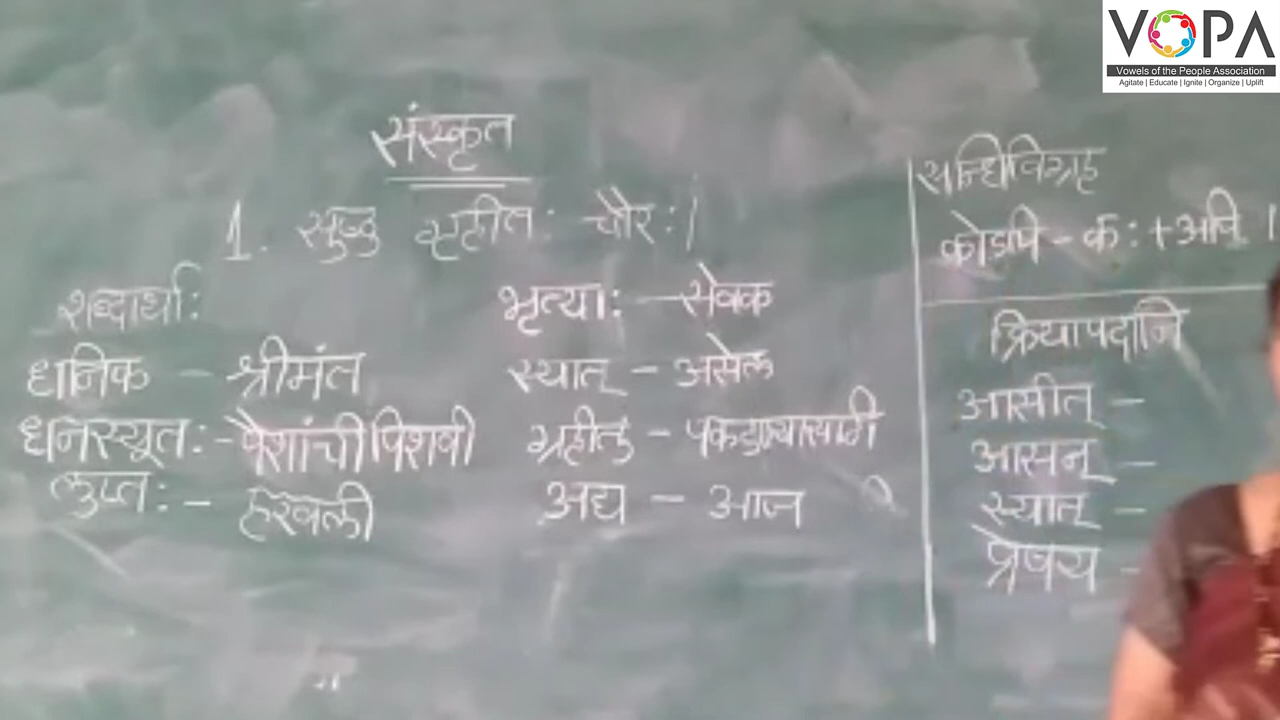 VOPA
Vowels of the People Association
Agitate | Educate | Ignite | Organize | Uplift
संस्कृत
1. सुष्ठु गृहीतः चौरः।
शब्दार्थाः
धनिक - श्रीमंत
धनस्यूतः - पैशांची पिशवी
लुप्तः - हरवली
भृत्याः - सेवक
स्यात् - असेल
ग्रहीतुं - पकडण्यासाठी
अद्य - आज
सन्धिविग्रह
कोऽपि - कः + अपि ।
क्रियापदानि
आसीत् -
आसन् -
स्यात् -
प्रेषय -